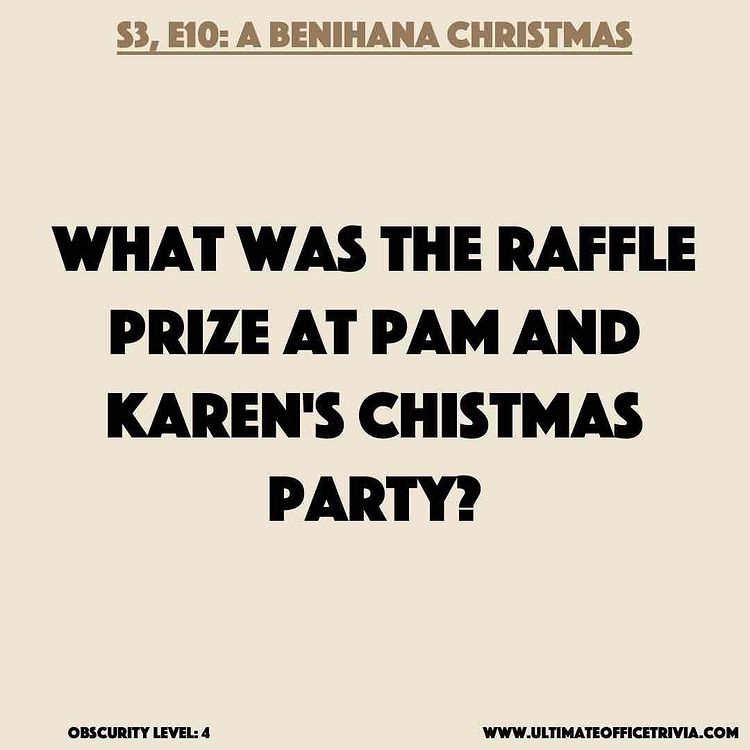 S3, E10: A BENIHANA CHRISTMAS
WHAT WAS THE RAFFLE
PRIZE AT PAM AND
KAREN'S CHISTMAS
PARTY?
OBSCURITY LEVEL: 4
WWW.ULTIMATEOFFICETRIVIA.COM